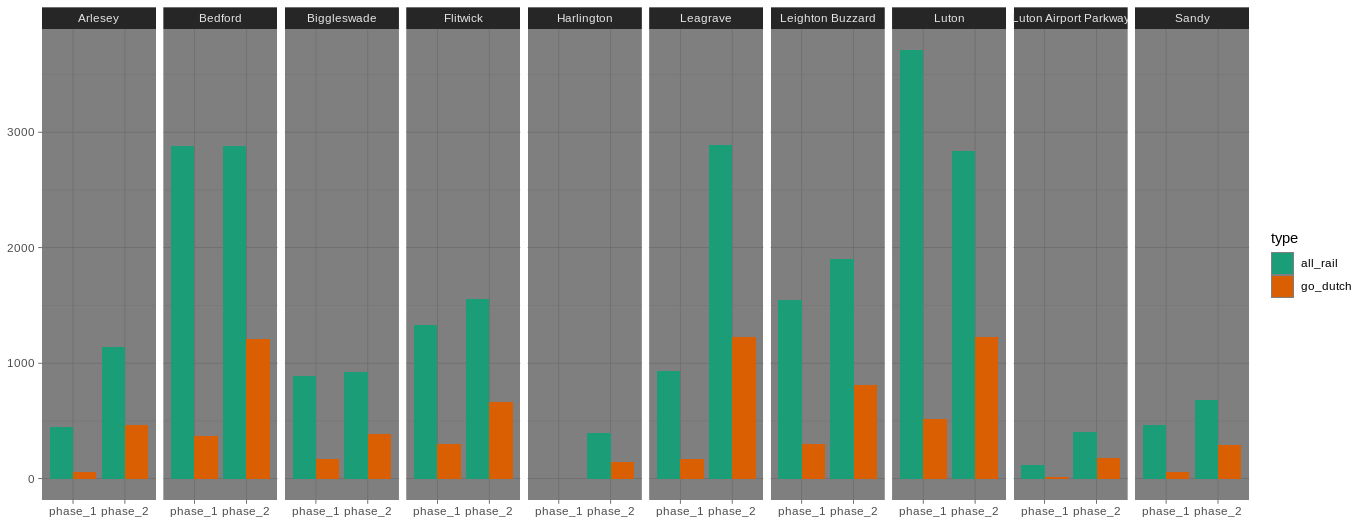 Arlesey Bedford Biggleswade Flitwick Harlington Leagrave Leighton Buzzard Luton Luton Airport Parkway Sandy
3000
2000
1000
0
phase_1 phase_2 phase_1 phase_2 phase_1 phase_2 phase_1 phase_2 phase_1 phase_2 phase_1 phase_2 phase_1 phase_2 phase_1 phase_2 phase_1 phase_2 phase_1 phase_2
type
all_rail
go_dutch